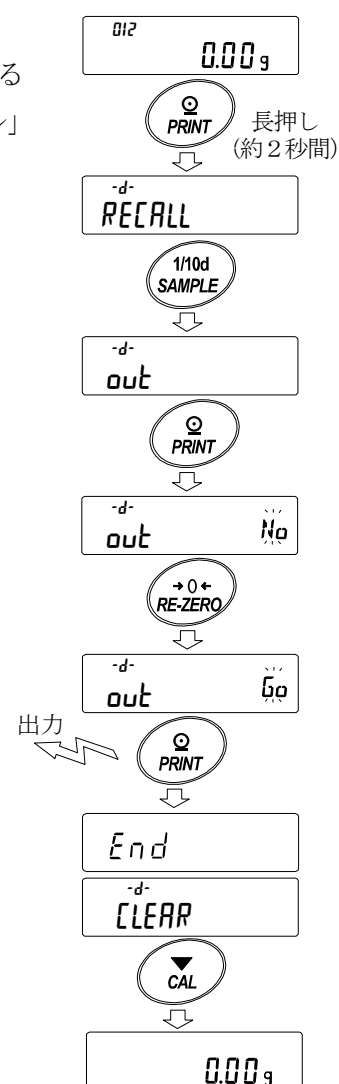 012
0.00 g
る
PRINT
長押し
」
(約２秒間)
-d-
RECALL
1/10d
SAMPLE
-d-
out
PRINT
-d-
out No
→0←
RE-ZERO
-d-
out Go
出力
PRINT
End
-d-
CLEAR
CAL
0.00 g